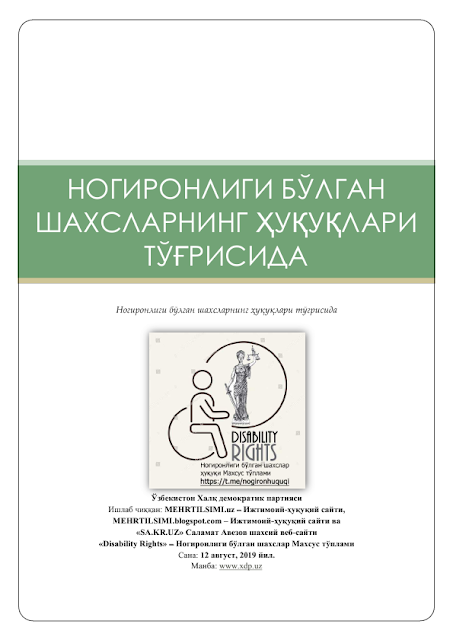 НОГИРОНЛИГИ БЎЛГАН
ШАХСЛАРНИНГ ҲУҚУҚЛАРИ
ТЎҒРИСИДА
Ногиронлиги бўлган шахсларнинг ҳуқуқлари тўғрисида
DISABILITY
RIGHTS
Ногиронлиги бўлган шахслар
ҳуқуқи Махсус тўплами
https://t.me/nogironhuquqi
Ўзбекистон Халқ демократик партияси
Ишлаб чиққан: MEHRTILSIMI.uz – Ижтимоий-ҳуқуқий сайти,
MEHRTILSIMI.blogspot.com – Ижтимоий-ҳуқуқий сайти ва
«SA.KR.UZ» Саламат Авезов шахсий веб-сайти
«Disability Rights» – Ногиронлиги бўлган шахслар Махсус тўплами
Сана: 12 август, 2019 йил.
Манба: www.xdp.uz